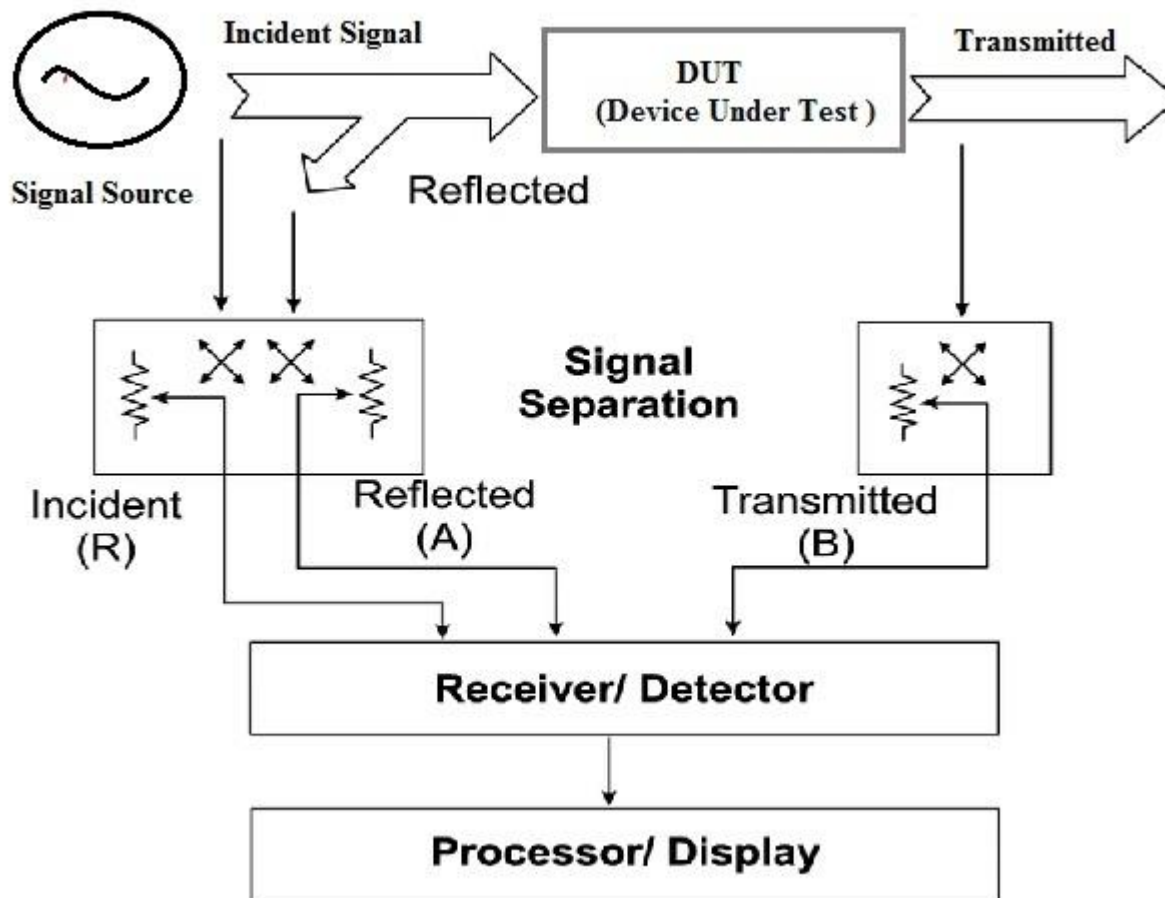 Incident Signal
Transmitted
DUT
(Device Under Test )
Signal Source
Reflected
Signal
Separation
Incident
(R)
Reflected
(A)
Transmitted
(B)
Receiver/ Detector
Processor/ Display